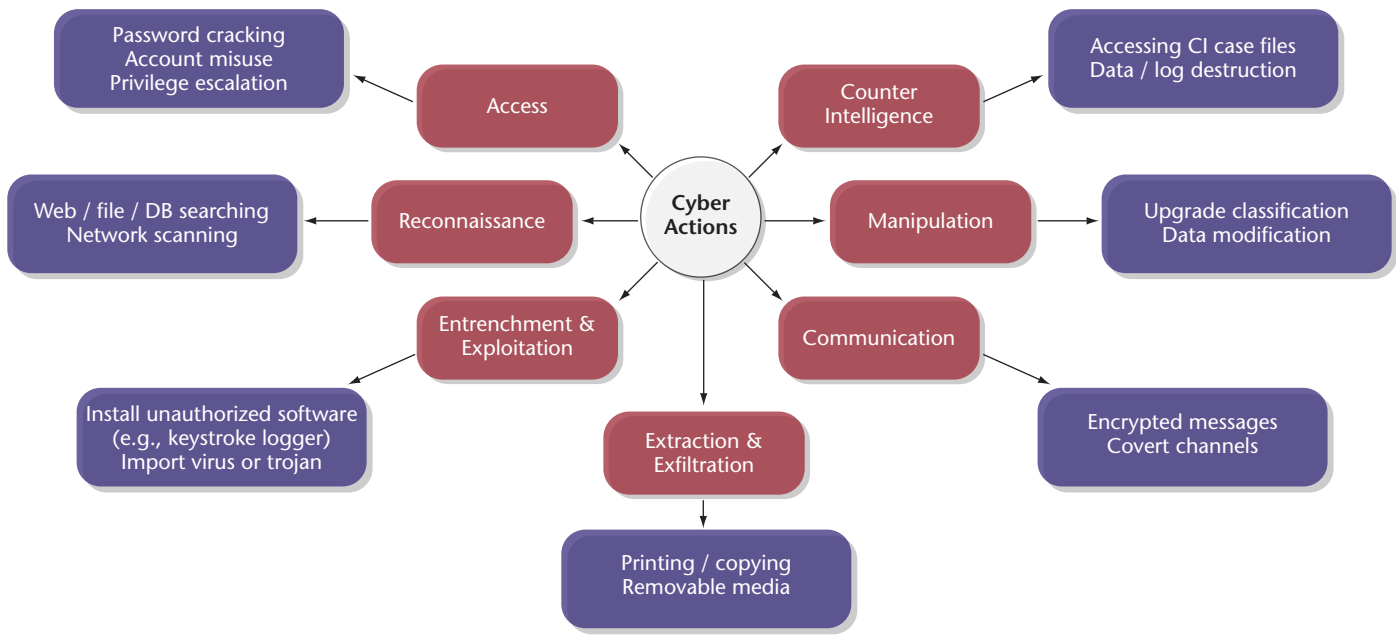 Cyber
Actions
Access
Password cracking
Account misuse
Privilege escalation
Counter
Intelligence
Accessing CI case files
Data / log destruction
Reconnaissance
Web / file / DB searching
Network scanning
Manipulation
Upgrade classification
Data modification
Entrenchment &
Exploitation
Install unauthorized software
(e.g., keystroke logger)
Import virus or trojan
Communication
Encrypted messages
Covert channels
Extraction &
Exfiltration
Printing / copying
Removable media